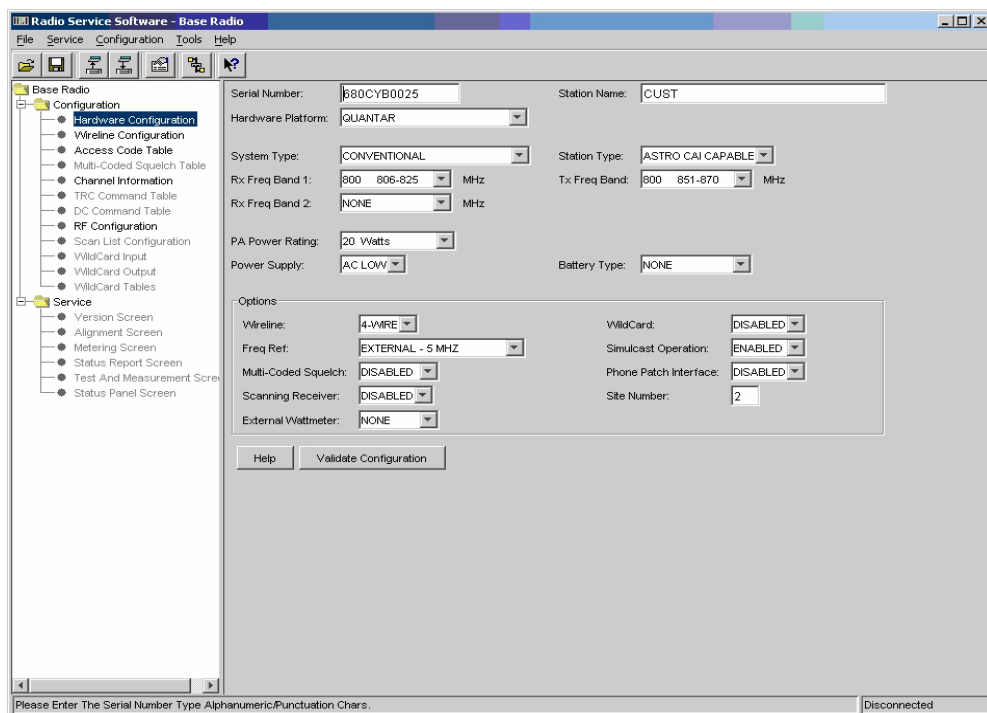 Radio Service Software - Base Radio
File Service Configuration Tools Help
Base Radio
Configuration
Hardware Configuration
Wireline Configuration
Access Code Table
Multi-Coded Squelch Table
Channel Information
TRC Command Table
DC Command Table
RF Configuration
Scan List Configuration
WildCard Input
WildCard Output
WildCard Tables
Service
Version Screen
Alignment Screen
Metering Screen
Status Report Screen
Test And Measurement Scre
Status Panel Screen
Serial Number: 680CYB0025 Station Name: CUST
Hardware Platform: QUANTAR
System Type: CONVENTIONAL Station Type: ASTRO CAI CAPABLE
Rx Freq Band 1: 800 806-825 MHz Tx Freq Band: 800 851-870 MHz
Rx Freq Band 2: NONE MHz
PA Power Rating: 20 Watts
Power Supply: AC LOW Battery Type: NONE
Options
Wireline: 4-WIRE WildCard: DISABLED
Freq Ref: EXTERNAL - 5 MHZ Simulcast Operation: ENABLED
Multi-Coded Squelch: DISABLED Phone Patch Interface: DISABLED
Scanning Receiver: DISABLED Site Number: 2
External Wattmeter: NONE
Help Validate Configuration
Please Enter The Serial Number Type Alphanumeric/Punctuation Chars. Disconnected